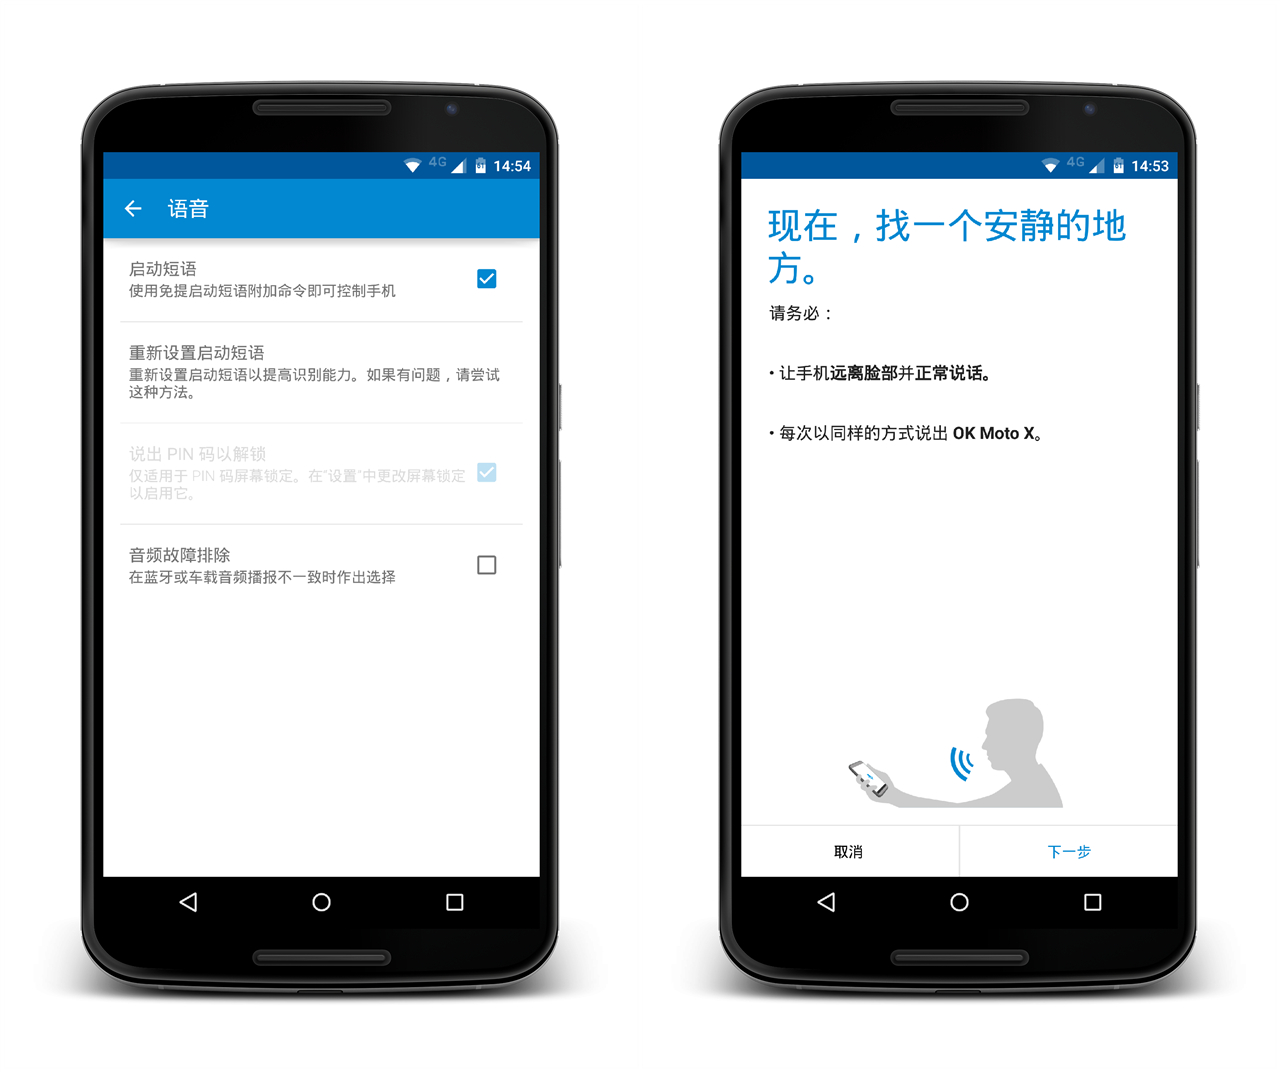 4G 61 14:54
语音
启动短语
使用免提启动短语附加命令即可控制手机
重新设置启动短语
重新设置启动短语以提高识别能力。如果有问题，请尝试
这种方法。
说出 PIN 码以解锁
仅适用于 PIN 码屏幕锁定。在“设置”中更改屏幕锁定
以启用它。
音频故障排除
在蓝牙或车载音频播报不一致时作出选择
4G 61 14:53
现在，找一个安静的地
方。
请务必：
• 让手机远离脸部并正常说话。
• 每次以同样的方式说出 OK Moto X。
取消
下一步